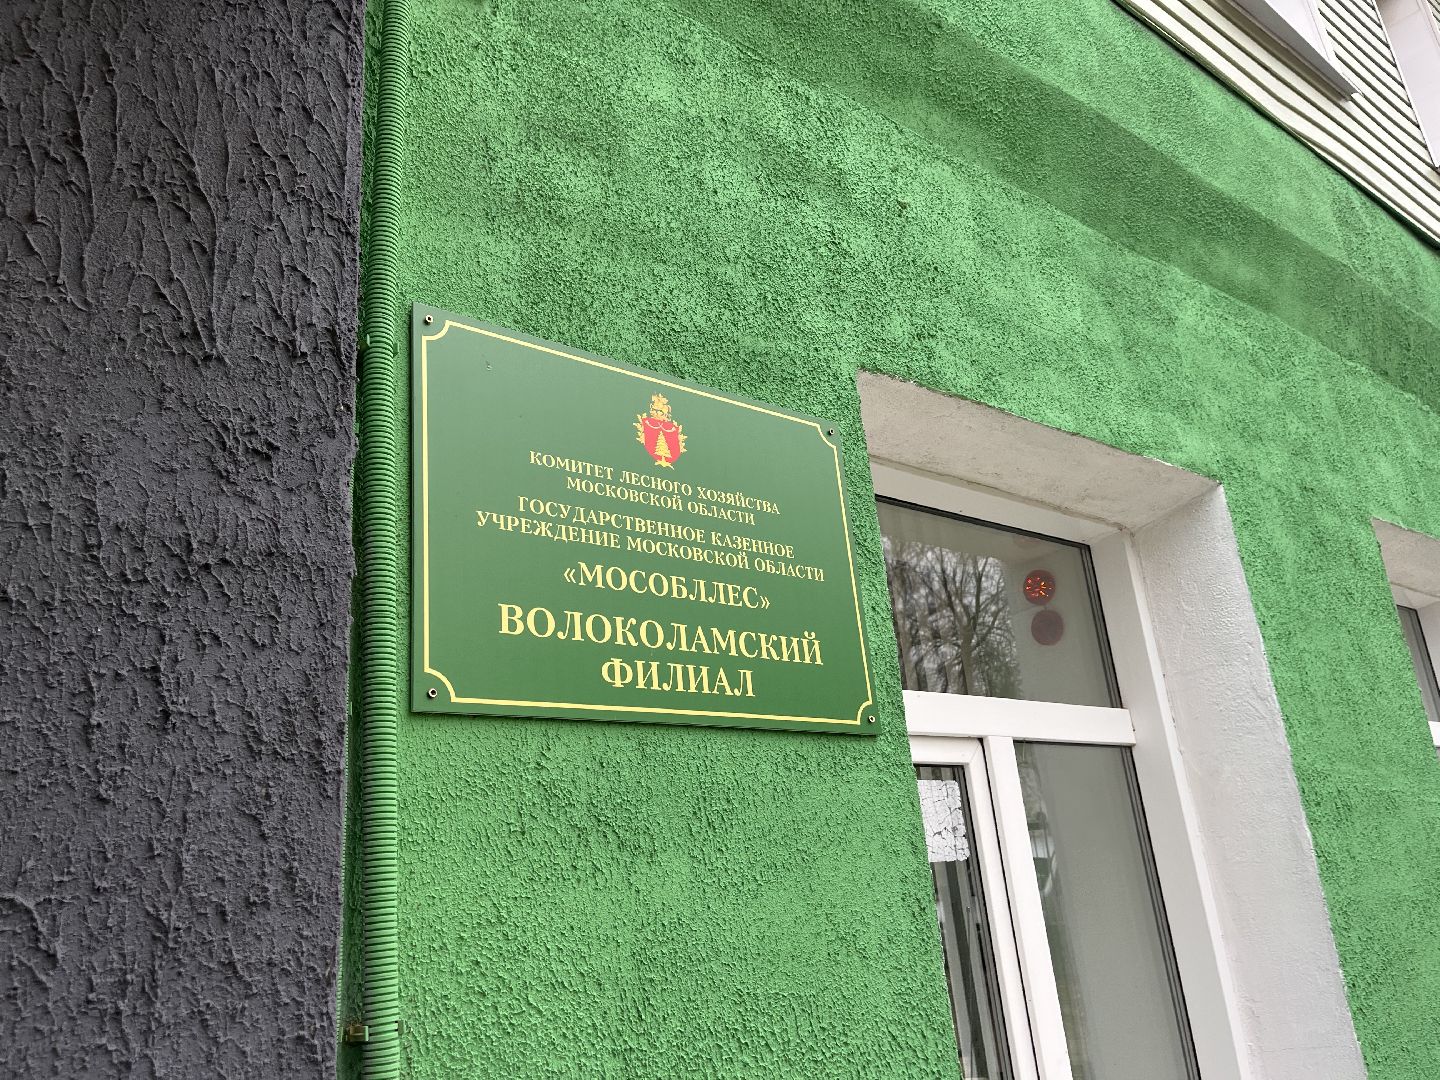 КОМИТЕТ ЛЕСНОГО ХОЗЯЙСТВА
МОСКОВСКОЙ ОБЛАСТИ
ГОСУДАРСТВЕННОЕ КАЗЕННОЕ
УЧРЕЖДЕНИЕ МОСКОВСКОЙ ОБЛАСТИ
«МОСОБЛЛЕС»
ВОЛОКОЛАМСКИЙ
ФИЛИАЛ